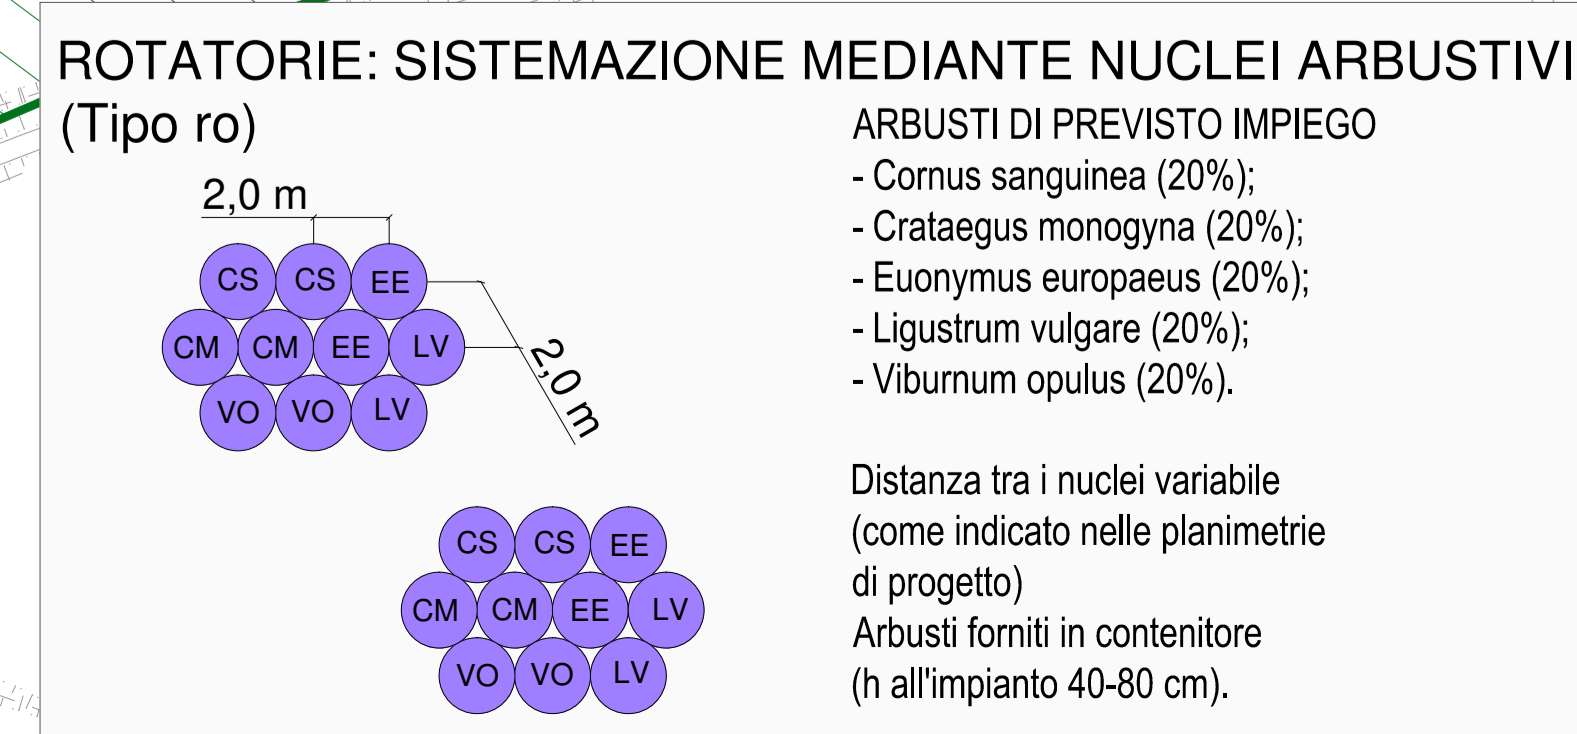 ROTATORIE: SISTEMAZIONE MEDIANTE NUCLEI ARBUSTIVI
(Tipo ro)
2,0 m
CS CS EE
CM CM EE LV
VO VO LV
2,0 m
CS CS EE
CM CM EE LV
VO VO LV
ARBUSTI DI PREVISTO IMPIEGO
- Cornus sanguinea (20%);
- Crataegus monogyna (20%);
- Euonymus europaeus (20%);
- Ligustrum vulgare (20%);
- Viburnum opulus (20%).
Distanza tra i nuclei variabile
(come indicato nelle planimetrie
di progetto)
Arbusti forniti in contenitore
(h all'impianto 40-80 cm).